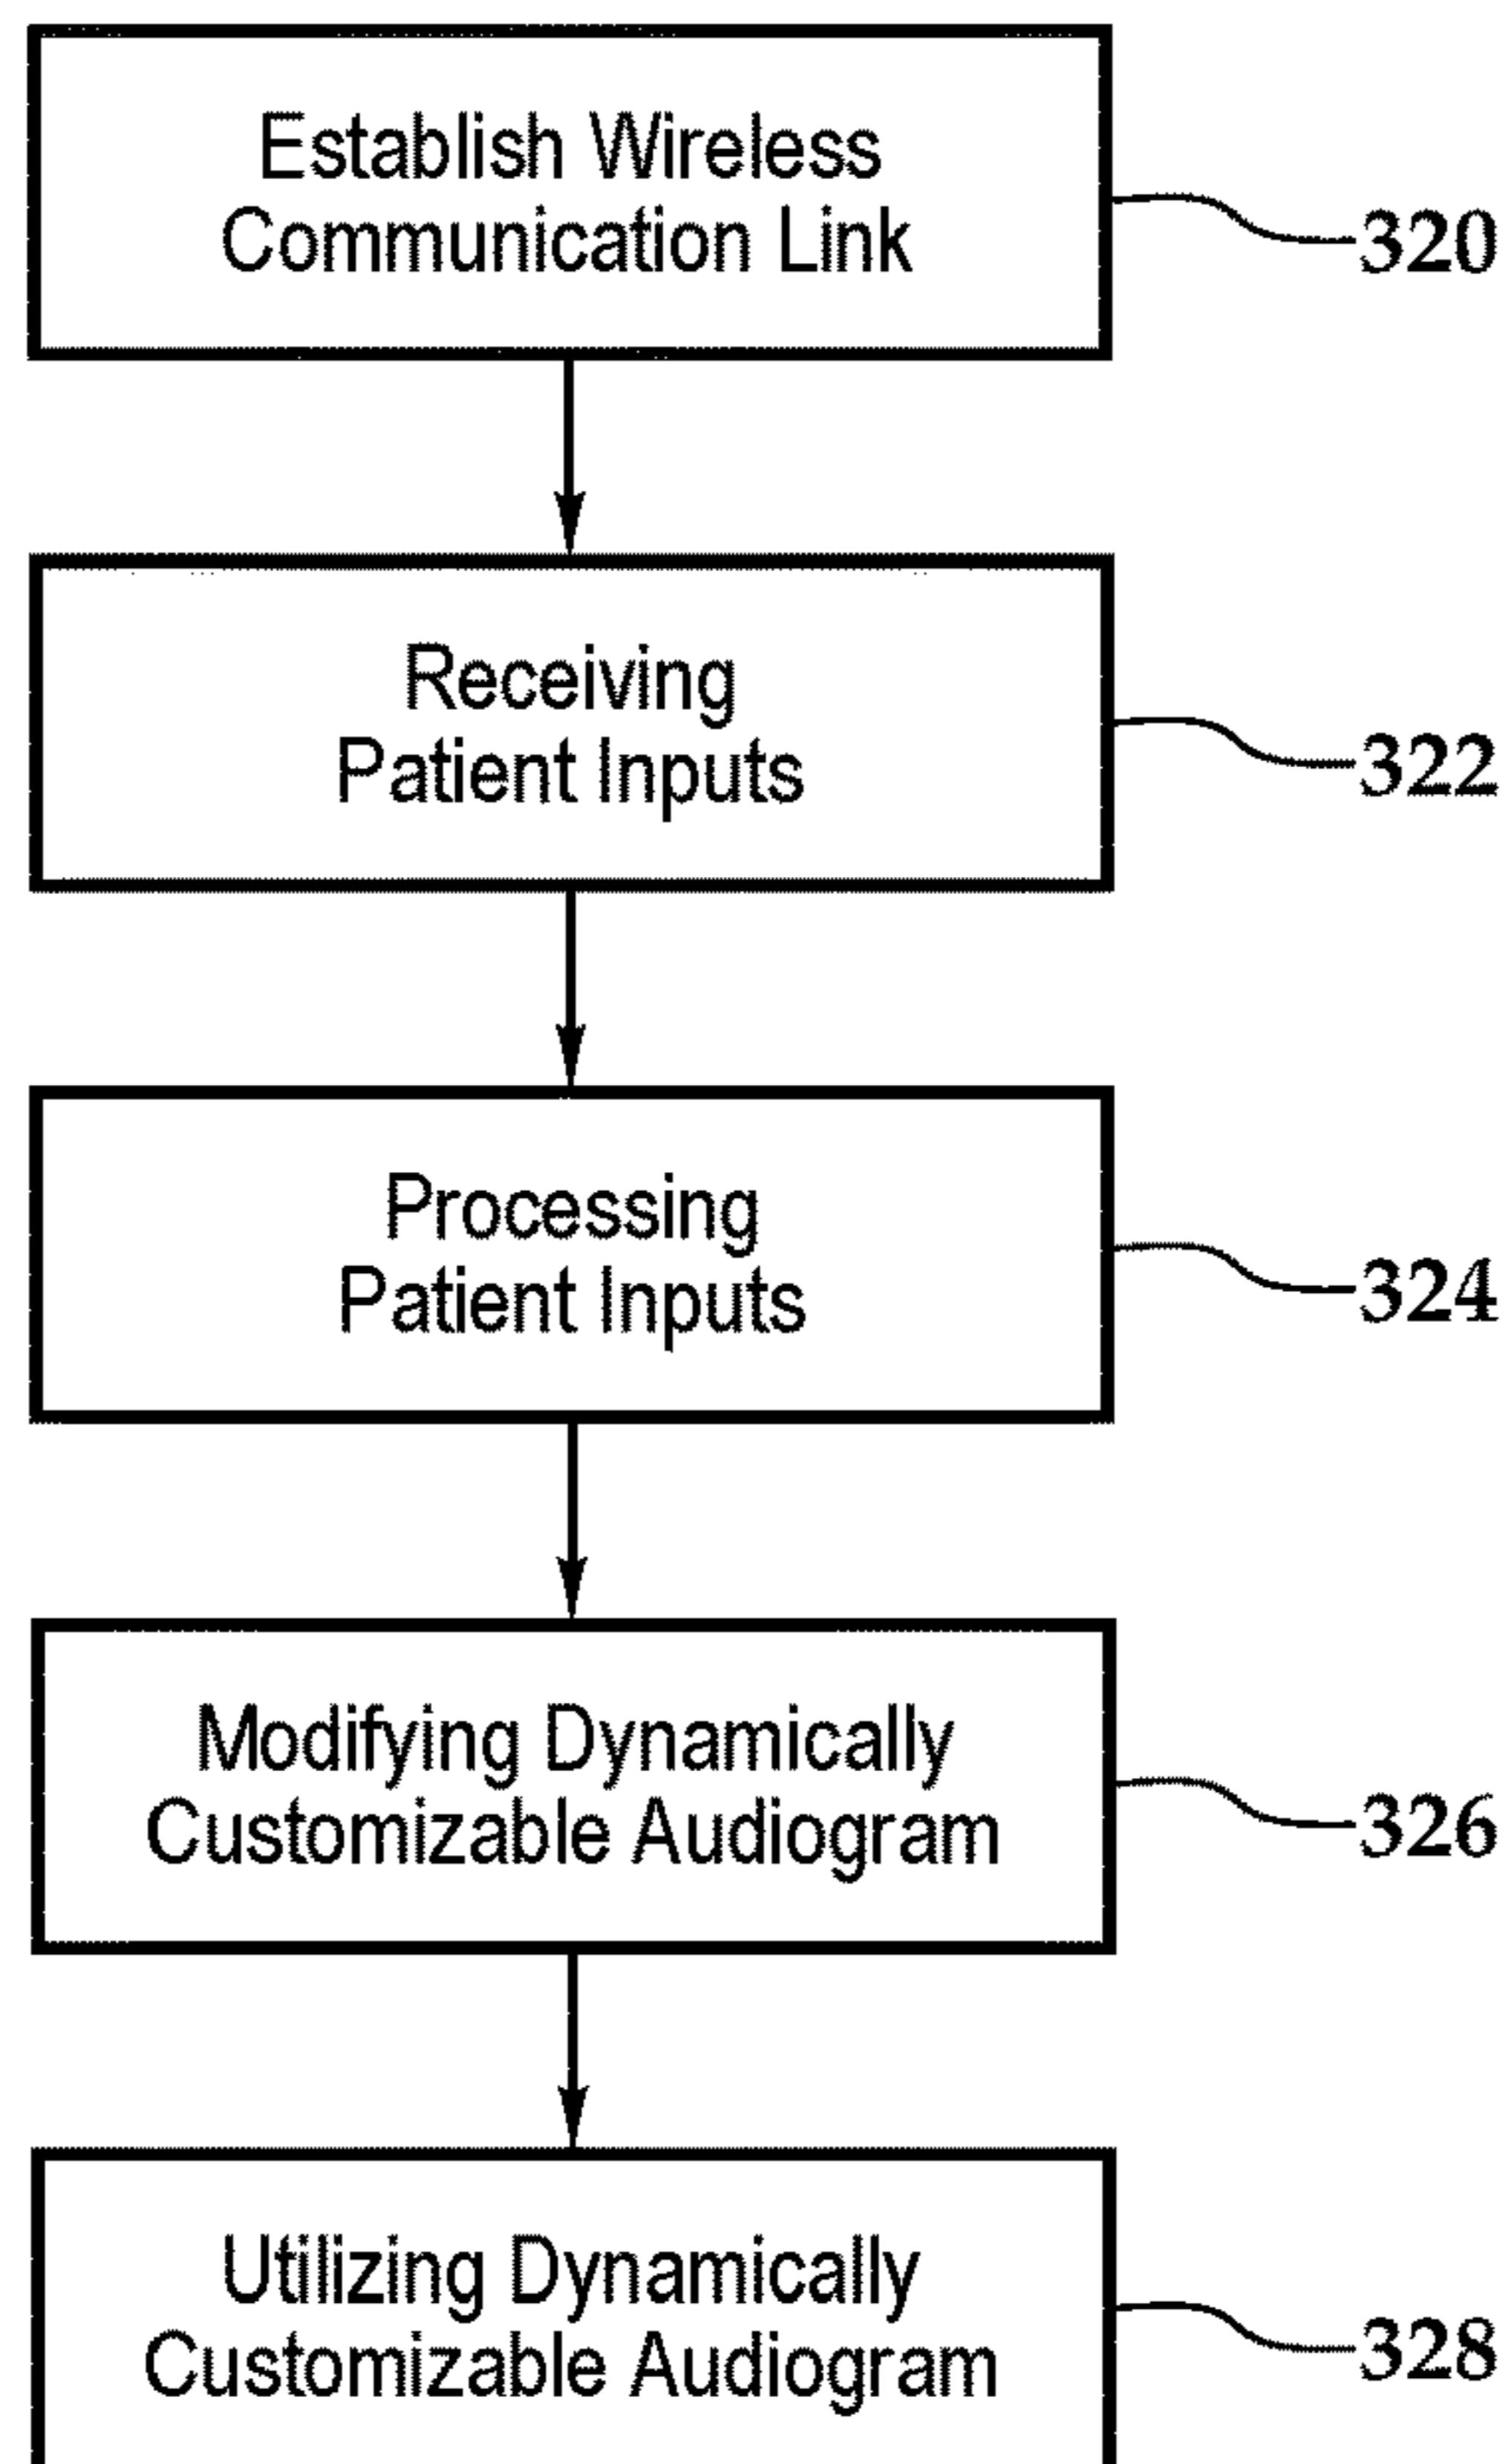 Establish Wireless
Communication Link
320
Receiving
Patient Inputs
322
Processing
Patient Inputs
324
Modifying Dynamically
Customizable Audiogram
326
Utilizing Dynamically
Customizable Audiogram
328